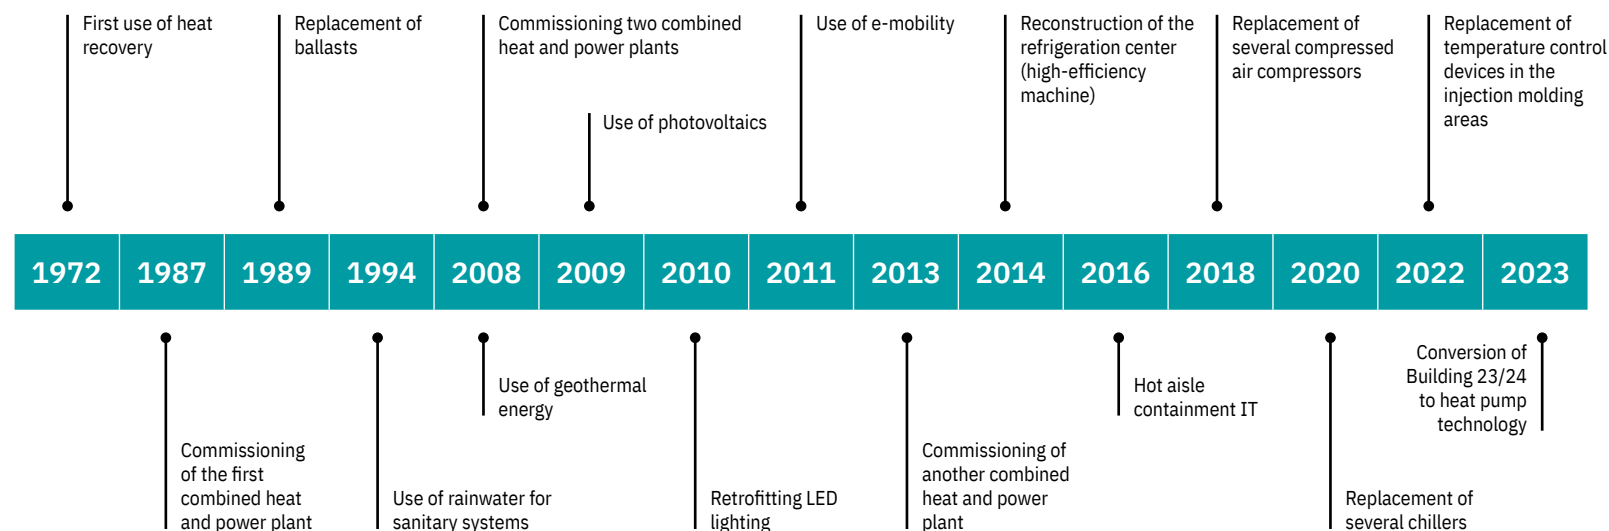 First use of heat
recovery
Replacement of
ballasts
Commissioning two combined
heat and power plants
Use of photovoltaics
Use of e-mobility
Reconstruction of the
refrigeration center
(high-efficiency
machine)
Replacement of
several compressed
air compressors
Replacement of
temperature control
devices in the
injection molding
areas
1972 1987 1989 1994 2008 2009 2010 2011 2013 2014 2016 2018 2020 2022 2023
Commissioning
of the first
combined heat
and power plant
Use of rainwater for
sanitary systems
Use of geothermal
energy
Retrofitting LED
lighting
Commissioning of
another combined
heat and power
plant
Hot aisle
containment IT
Replacement of
several chillers
Conversion of
Building 23/24
to heat pump
technology